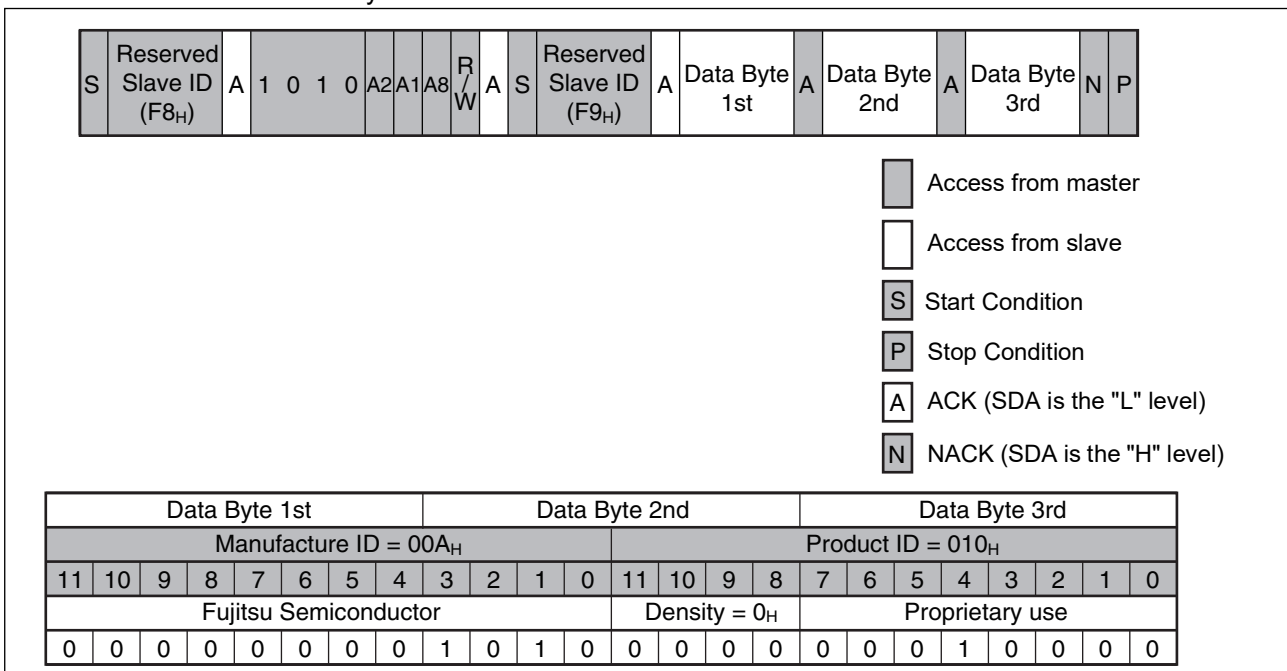 S Reserved Slave ID (F8H) A 1 0 1 0 A2 A1 A8 R/W A S Reserved Slave ID (F9H) A Data Byte 1st A Data Byte 2nd A Data Byte 3rd N P
Access from master
Access from slave
S Start Condition
P Stop Condition
A ACK (SDA is the "L" level)
N NACK (SDA is the "H" level)
Data Byte 1st Data Byte 2nd Data Byte 3rd
Manufacture ID = 00AH Product ID = 010H
11 10 9 8 7 6 5 4 3 2 1 0 11 10 9 8 7 6 5 4 3 2 1 0
Fujitsu Semiconductor Density = 0H Proprietary use
0 0 0 0 0 0 0 0 1 0 1 0 0 0 0 0 0 0 0 1 0 0 0 0